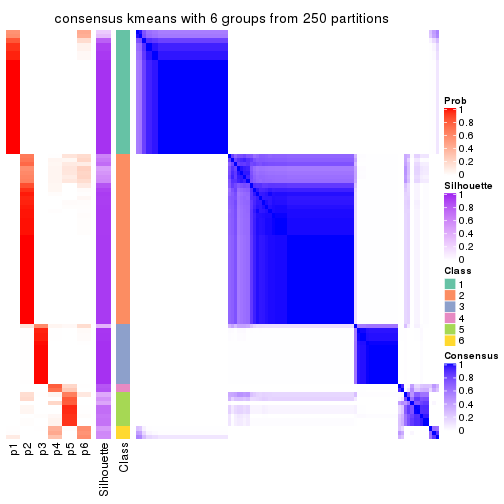 consensus kmeans with 6 groups from 250 partitions
Prob
1
0.8
0.6
0.4
0.2
0
Silhouette
1
0.8
0.6
0.4
0.2
0
Class
1
2
3
4
5
6
Consensus
1
0.8
0.6
0.4
0.2
0
p1
p2
p3
p4
p5
p6
Silhouette
Class